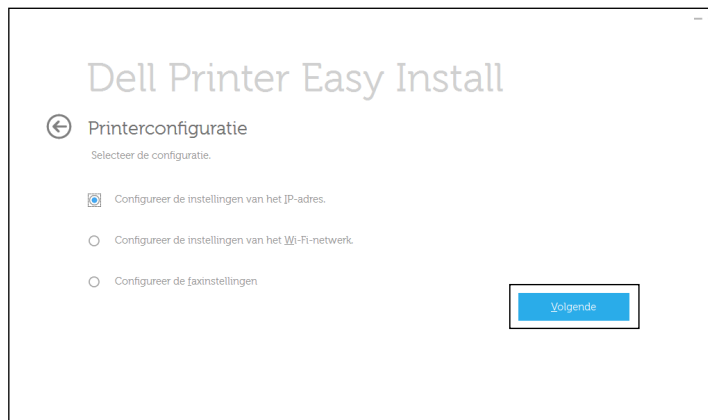 Dell Printer Easy Install
Printerconfiguratie
Selecteer de configuratie.
Configureer de instellingen van het IP-adres.
Configureer de instellingen van het Wi-Fi-netwerk.
Configureer de faxinstellingen
Volgende